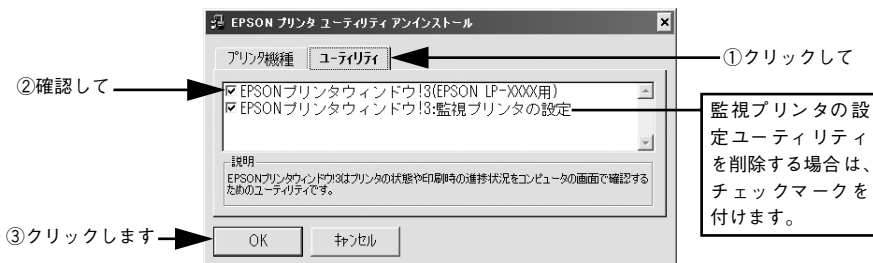 EPSON プリンタ ユーティリティ アンインストール
プリンタ機種 ユーティリティ
①クリックして
②確認して
EPSONプリンタウィンドウ!3(EPSON LP-XXXX用)
EPSONプリンタウィンドウ!3:監視プリンタの設定
監視プリンタの設
定ユーティリティ
を削除する場合は、
チェックマークを
付けます。
説明
EPSONプリンタウィンドウ!3はプリンタの状態や印刷時の進捗状況をコンピュータの画面で確認する
ためのユーティリティです。
③クリックします
OK キャンセル